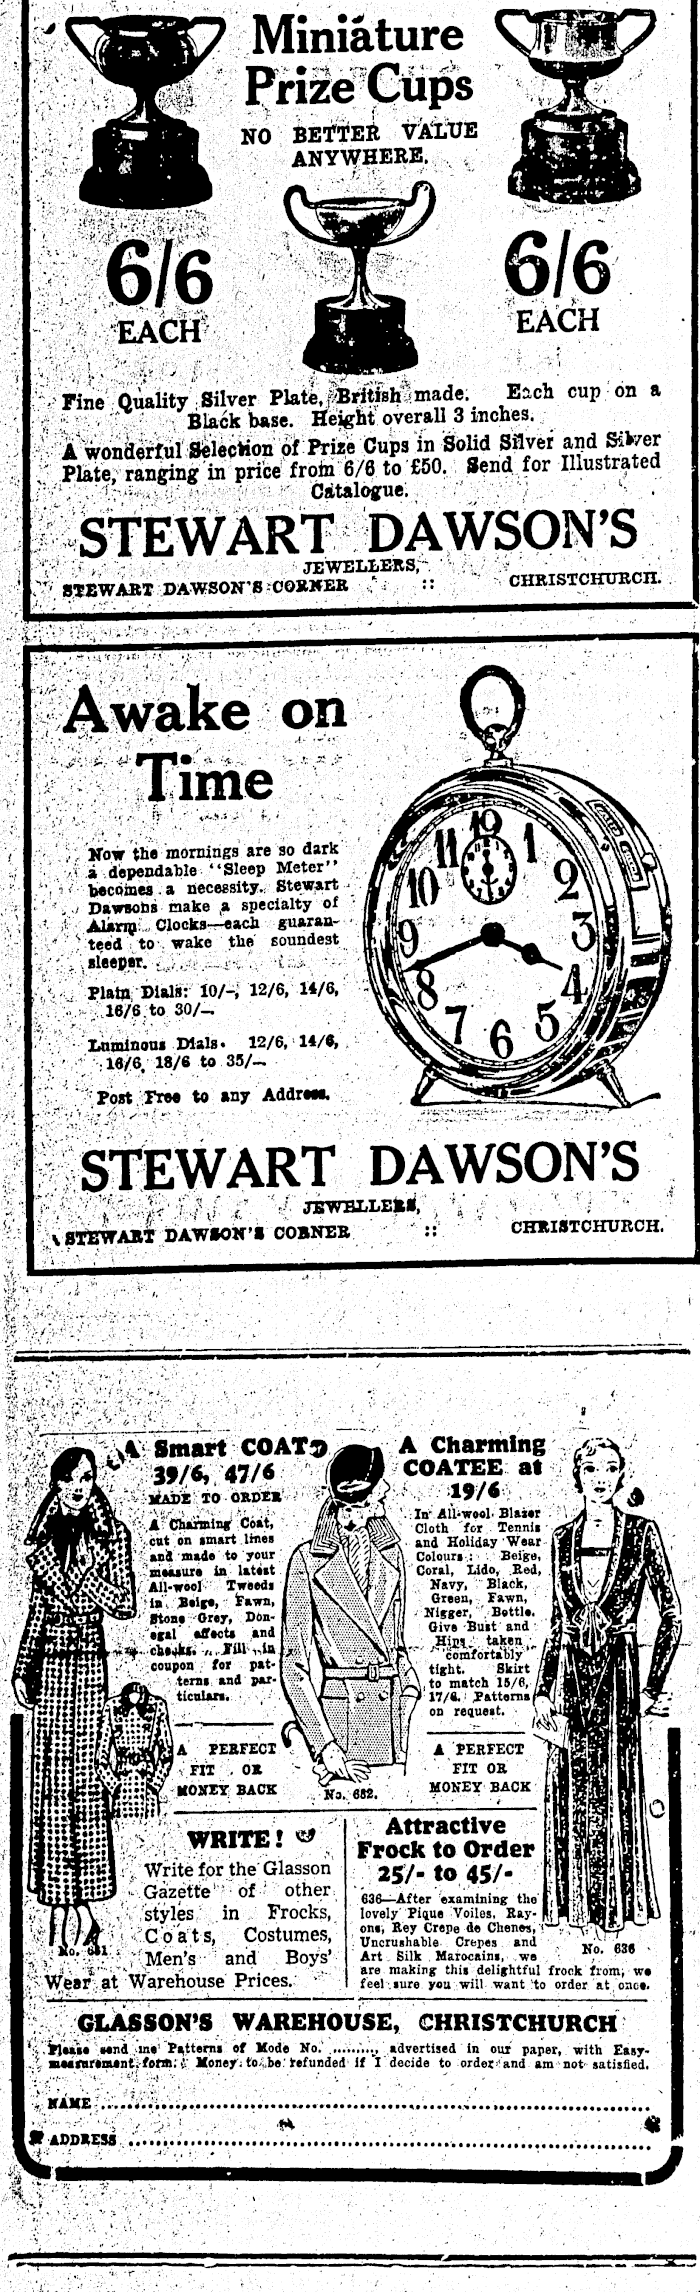 Miniature
Prize Cups
NO BETTER VALUE
ANYWHERE.
6/6
EACH
6/6
EACH
Fine Quality Silver Plate, British made. Each cup on a
Black base. Height overall 3 inches.
A wonderful Selection of Prize Cups in Solid Silver and Silver
Plate, ranging in price from 6/6 to £50. Send for Illustrated
Catalogue.
STEWART DAWSON'S
JEWELLERS,
STEWART DAWSON'S CORNER :: CHRISTCHURCH.
Awake on
Time
Now the mornings are so dark
a dependable "Sleep Meter"
becomes a necessity. Stewart
Dawsons make a specialty of
Alarm Clocks—each guaran-
teed to wake the soundest
sleeper.
Plain Dials: 10/-, 12/6, 14/6,
16/6 to 30/-.
Luminous Dials. 12/6, 14/6,
16/6, 18/6 to 35/-.
Post Free to any Address.
12 1 2 3 4 5 6 7 8 9 10 11
STEWART DAWSON'S
JEWELLERS,
STEWART DAWSON'S CORNER :: CHRISTCHURCH.
A Smart COAT
39/6, 47/6
MADE TO ORDER
A Charming Coat,
cut on smart lines
and made to your
measure in latest
All-wool Tweeds
in Beige, Fawn,
Stone Grey, Don-
egal effects and
checks. Fill in
coupon for pat-
terns and par-
ticulars.
A PERFECT
FIT OR
MONEY BACK
No. 682.
A Charming
COATEE at
19/6
In All-wool Blazer
Cloth for Tennis
and Holiday Wear
Colours: Beige,
Coral, Lido, Red,
Navy, Black,
Green, Fawn,
Nigger, Bottle.
Give Bust and
Hips taken
comfortably
tight. Skirt
to match 15/6,
17/6. Patterns
on request.
A PERFECT
FIT OR
MONEY BACK
WRITE!
Write for the Glasson
Gazette of other
styles in Frocks,
Coats, Costumes,
Men's and Boys'
Wear at Warehouse Prices.
No. 681.
Attractive
Frock to Order
25/- to 45/-
636—After examining the
lovely Pique Voiles, Ray-
ons, Rey Crepe de Chenes,
Uncrushable Crepes and
Art Silk Marocains, we
are making this delightful frock from, we
feel sure you will want to order at once.
No. 636
GLASSON'S WAREHOUSE, CHRISTCHURCH
Please send me Patterns of Mode No. .........., advertised in our paper, with Easy-
measurement form. Money to be refunded if I decide to order and am not satisfied.
NAME ....................
ADDRESS ....................